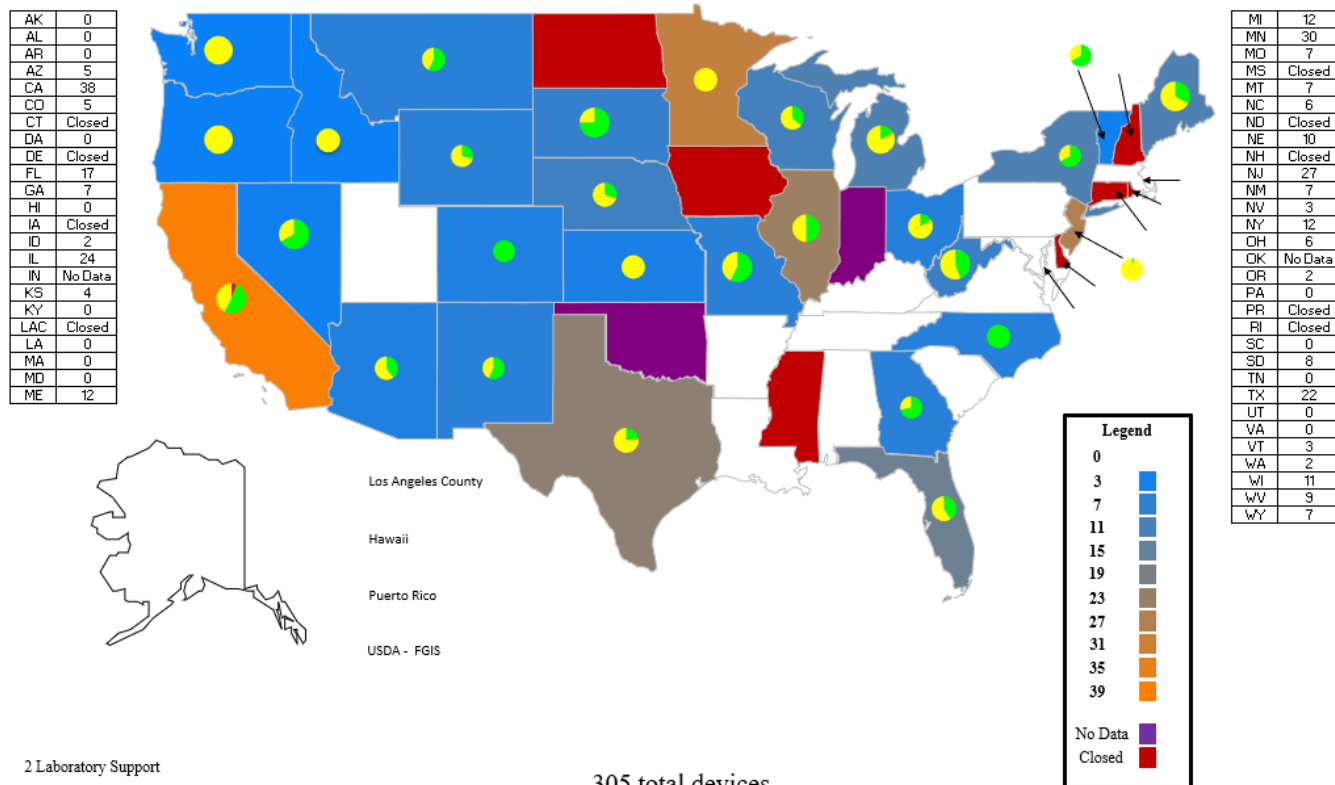 AK 0
AL 0
AR 0
AZ 5
CA 38
CO 5
CT Closed
DA 0
DE Closed
FL 17
GA 7
HI 0
IA Closed
ID 2
IL 24
IN No Data
KS 4
KY 0
LAC Closed
LA 0
MA 0
MD 0
ME 12
MI 12
MN 30
MO 7
MS Closed
MT 7
NC 6
ND Closed
NE 10
NH Closed
NJ 27
NM 7
NV 3
NY 12
OH 6
OK No Data
OR 2
PA 0
PR Closed
RI Closed
SC 0
SD 8
TN 0
TX 22
UT 0
VA 0
VT 3
WA 2
WI 11
WV 9
WY 7
Los Angeles County
Hawaii
Puerto Rico
USDA - FGIS
Legend
0
3
7
11
15
19
23
27
31
35
39
No Data
Closed
2 Laboratory Support
305 total devices